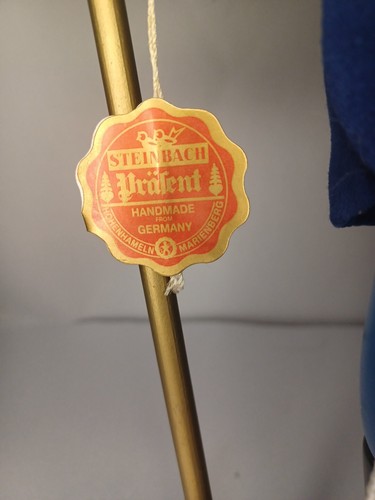 STEINBACH
Präsent
HANDMADE
FROM
GERMANY
HOHENHAMELN MARIENBERG